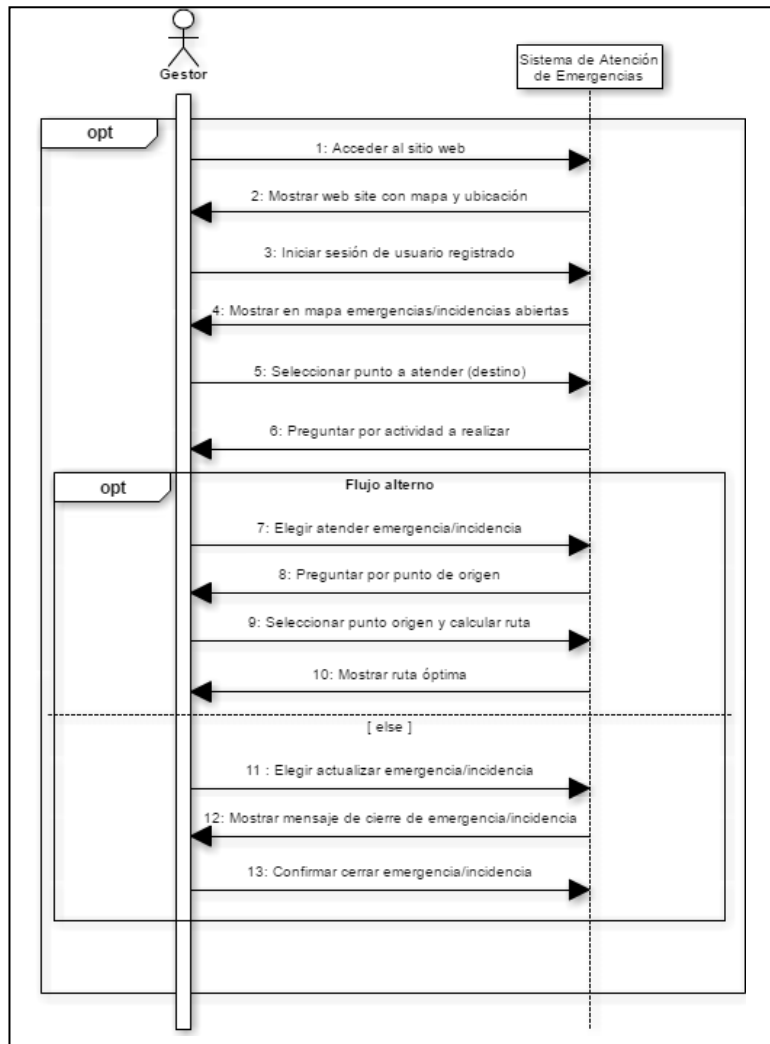 Gestor
Sistema de Atención
de Emergencias
opt
1: Acceder al sitio web
2: Mostrar web site con mapa y ubicación
3: Iniciar sesión de usuario registrado
4: Mostrar en mapa emergencias/incidencias abiertas
5: Seleccionar punto a atender (destino)
6: Preguntar por actividad a realizar
opt
Flujo alterno
7: Elegir atender emergencia/incidencia
8: Preguntar por punto de origen
9: Seleccionar punto origen y calcular ruta
10: Mostrar ruta óptima
[ else ]
11 : Elegir actualizar emergencia/incidencia
12: Mostrar mensaje de cierre de emergencia/incidencia
13: Confirmar cerrar emergencia/incidencia